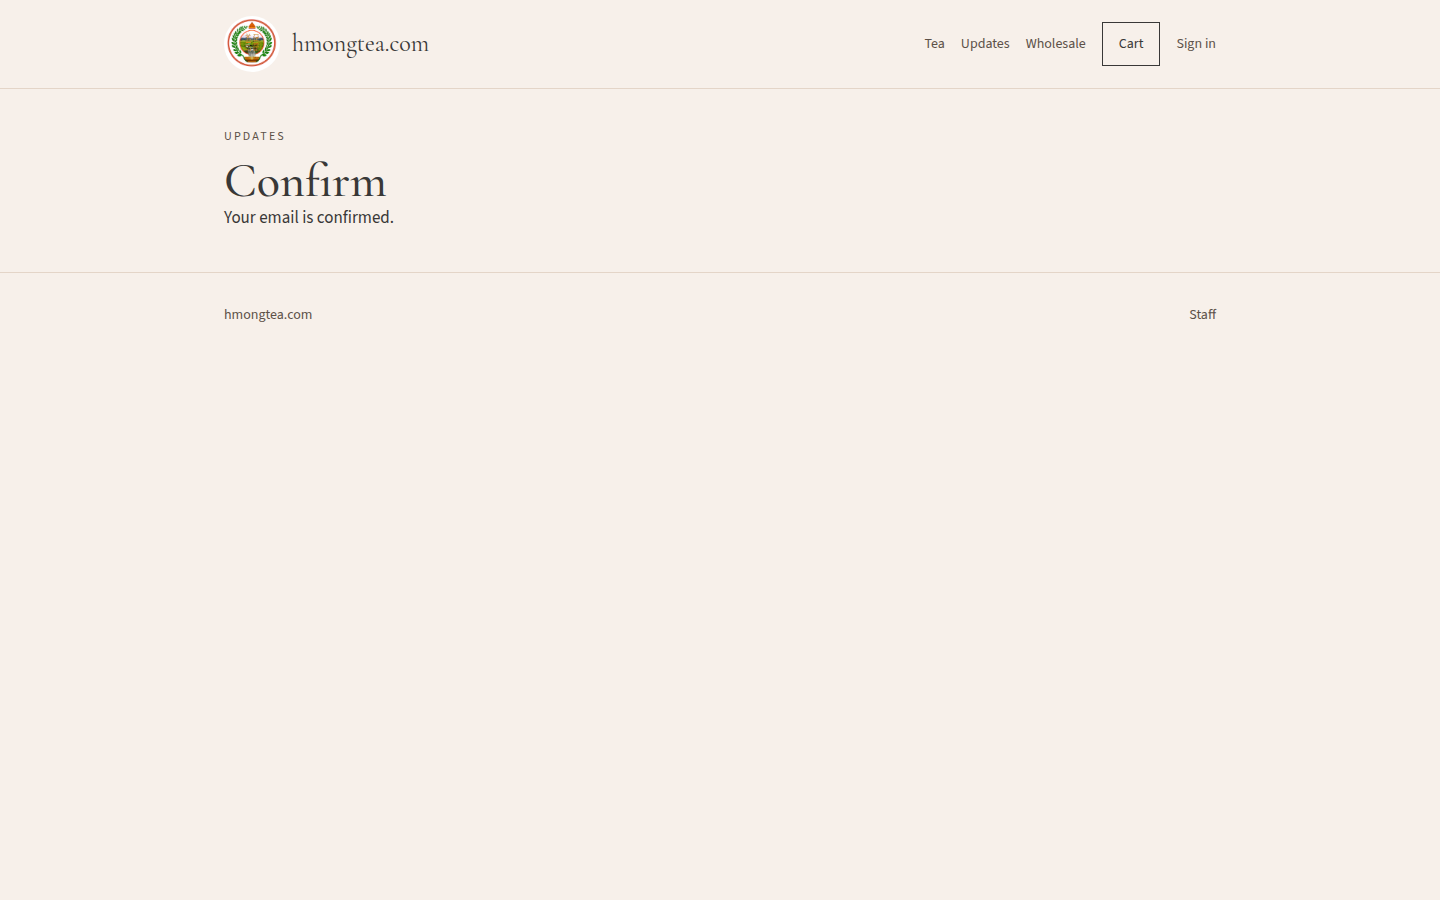 hmongtea.com
Tea Updates Wholesale Cart Sign in
UPDATES
Confirm
Your email is confirmed.
hmongtea.com
Staff